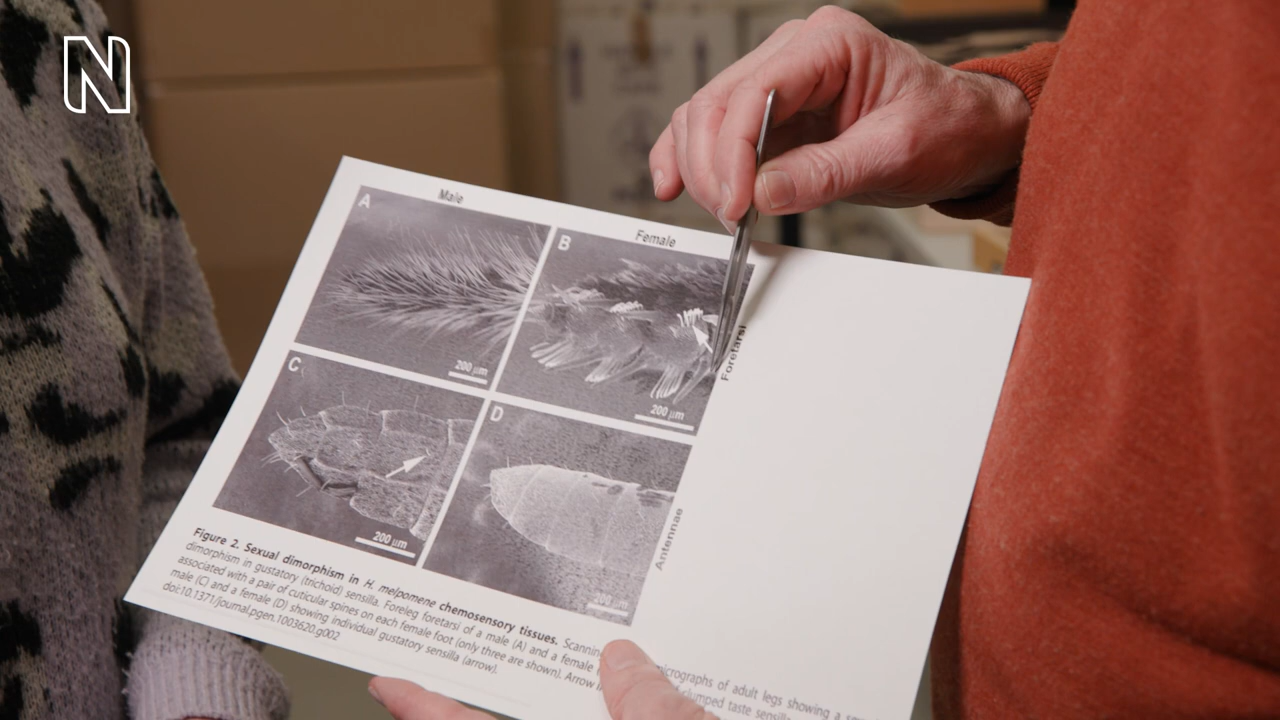 N
Male
Female
A
B
200 μm
200 μm
Foretarsi
C
D
200 μm
Antennae
Figure 2. Sexual dimorphism in H. melpomene chemosensory tissues. Scannin
micrographs of adult legs showing a
dimorphism in gustatory (trichoid) sensilla. Foreleg foretarsi of a male (A) and a female
clumped taste sensilla
associated with a pair of cuticular spines on each female foot (only three are shown). Arrow
male (C) and a female (D) showing individual gustatory sensilla (arrow).
doi:10.1371/journal.pgen.1003620.g002